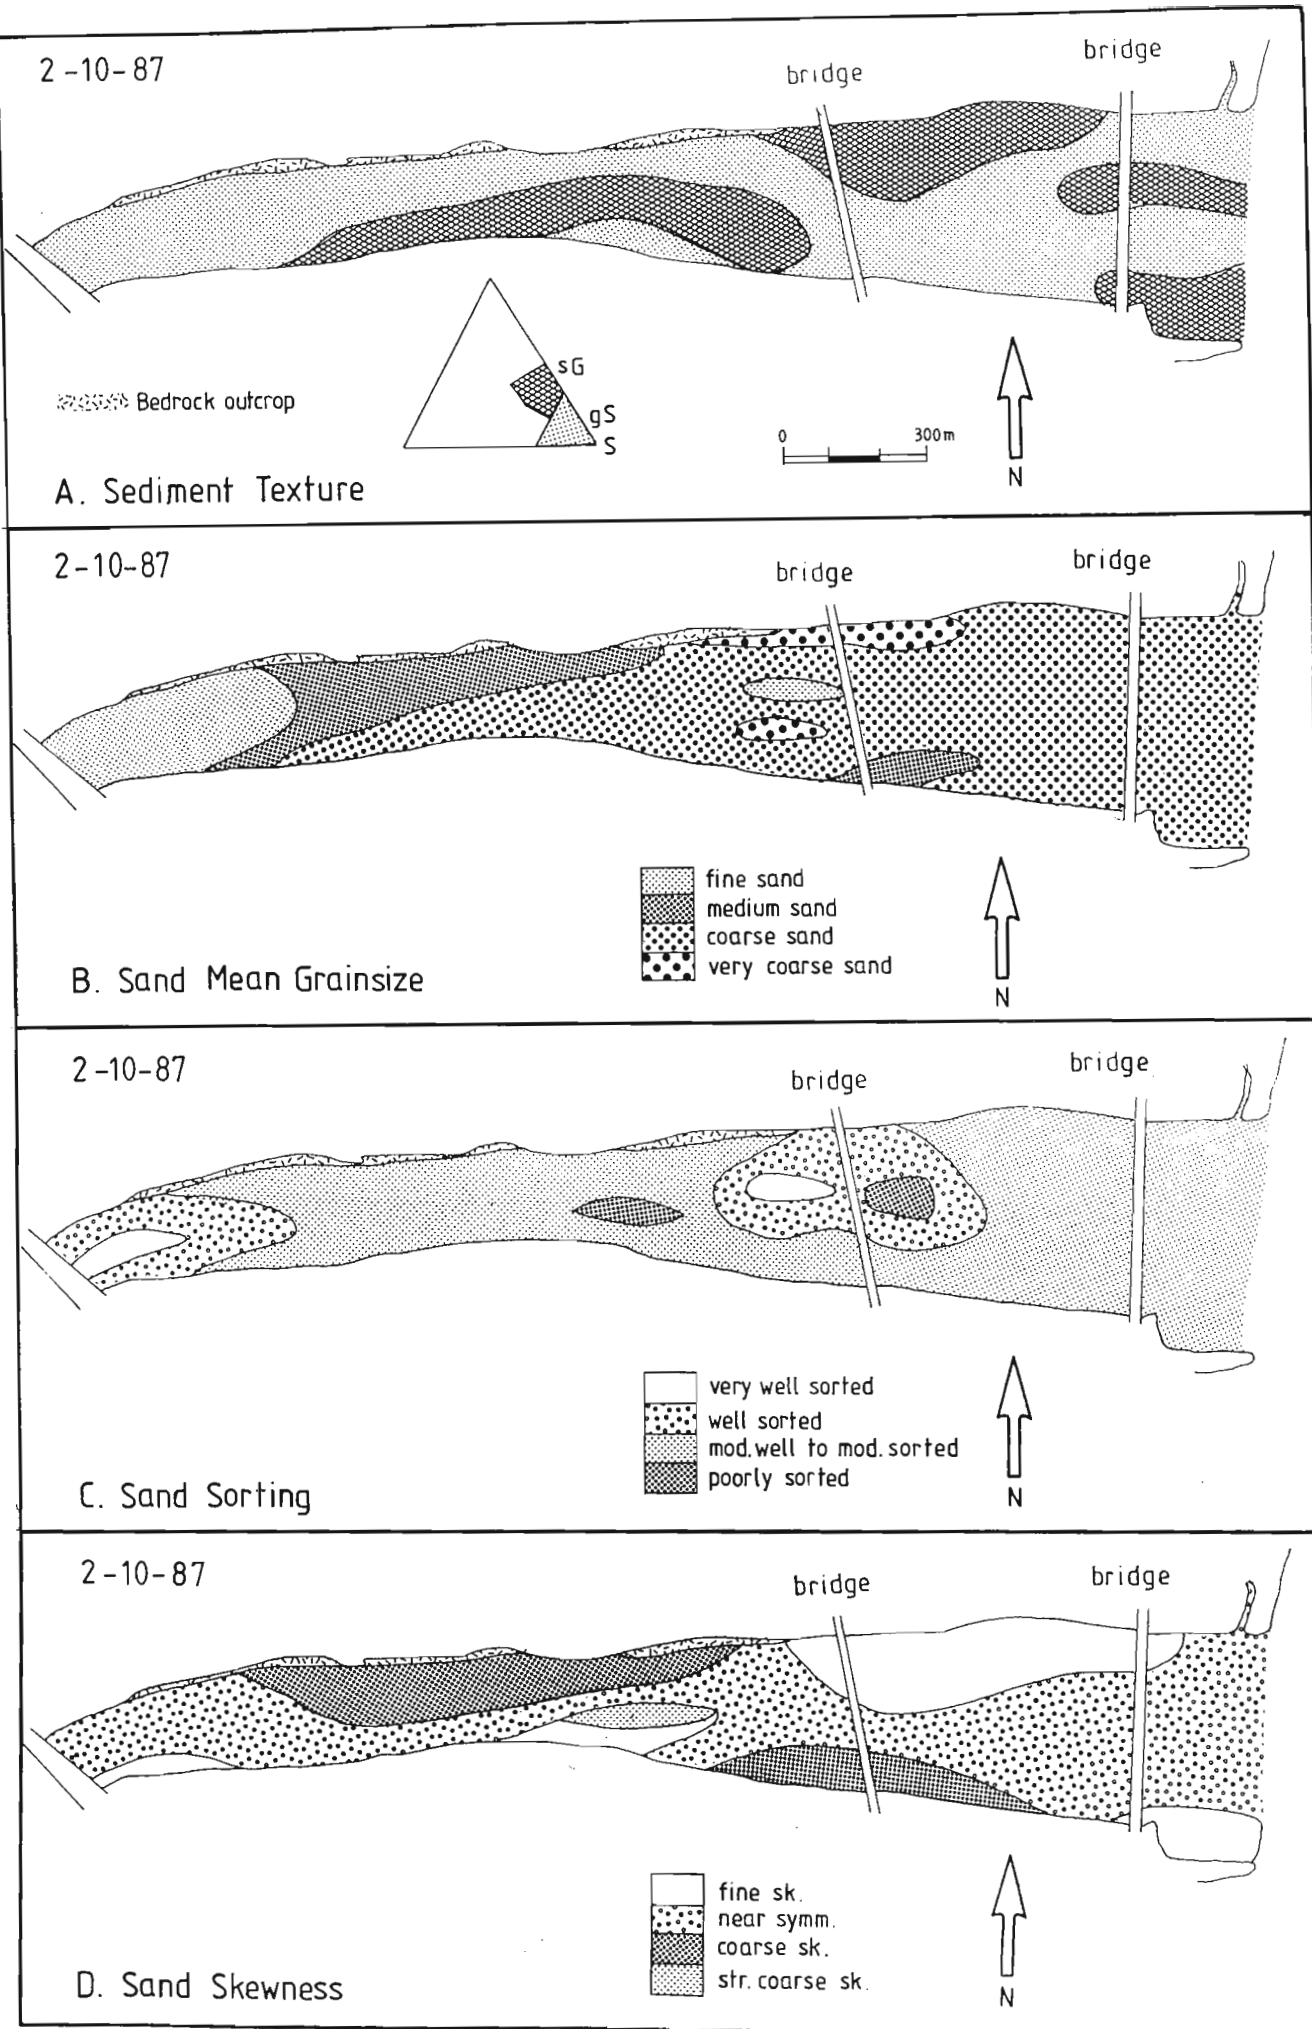 2-10-87
bridge
bridge
sG
gS
S
Bedrock outcrop
0 300m
N
A. Sediment Texture
2-10-87
bridge
bridge
fine sand
medium sand
coarse sand
very coarse sand
N
B. Sand Mean Grainsize
2-10-87
bridge
bridge
very well sorted
well sorted
mod. well to mod. sorted
poorly sorted
N
C. Sand Sorting
2-10-87
bridge
bridge
fine sk.
near symm.
coarse sk.
str. coarse sk.
N
D. Sand Skewness